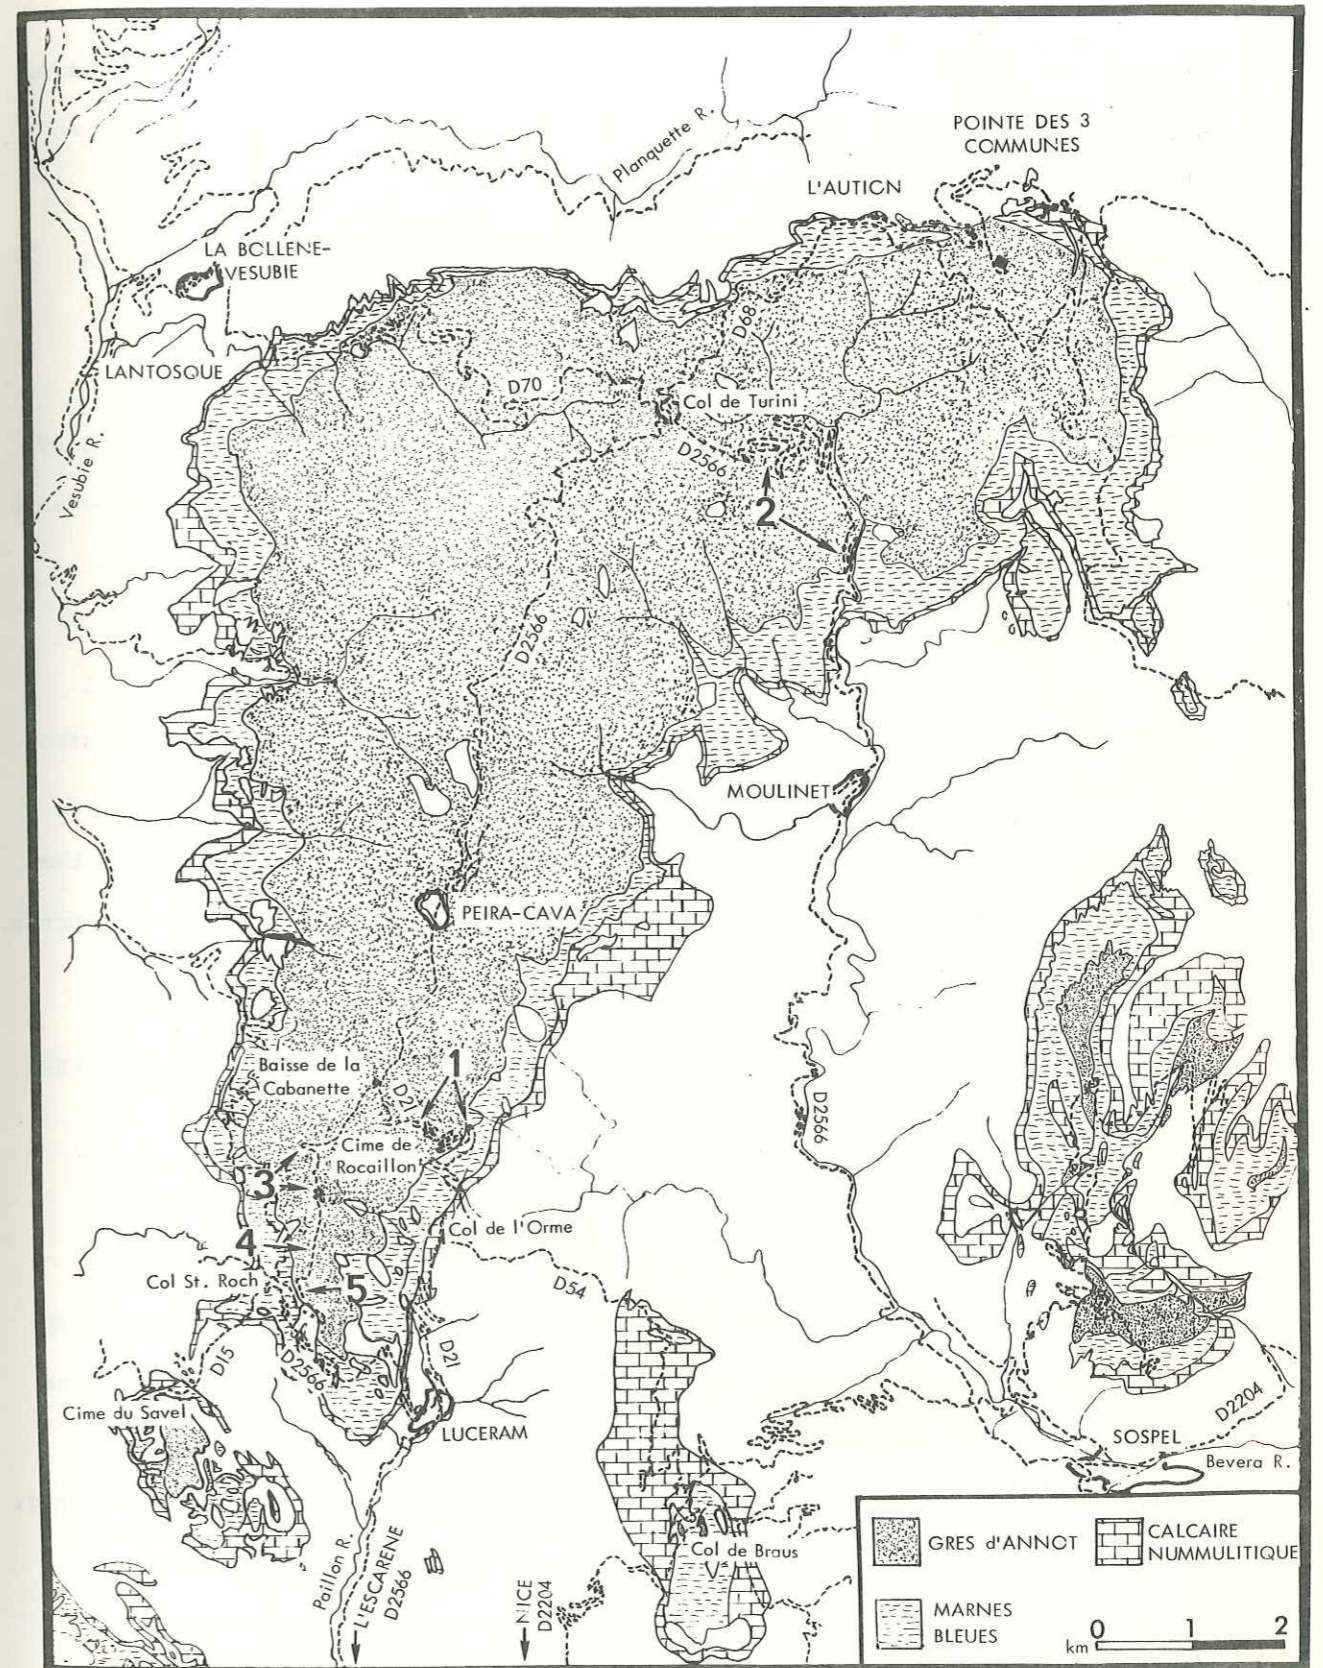 POINTE DES 3
COMMUNES
Planquette R.
L'AUTION
LA BOLLENE-
VESUBIE
D68
LANTOSQUE
D70
Col de Turini
Vesubie R.
D2566
2
D2566
MOULINET
PEIRA-CAVA
Baisse de la
Cabanette
1
D21
D2566
Cime de
Rocaillon
3
Col de l'Orme
4
Col St. Roch
5
D54
D15
D2566
D21
Cime du Savel
LUCERAM
D2204
SOSPEL
Bevera R.
Paillon R.
L'ESCARENE
D2566
NICE
D2204
Col de Braus
GRES d'ANNOT
CALCAIRE
NUMMULITIQUE
MARNES
BLEUES
km 0 1 2